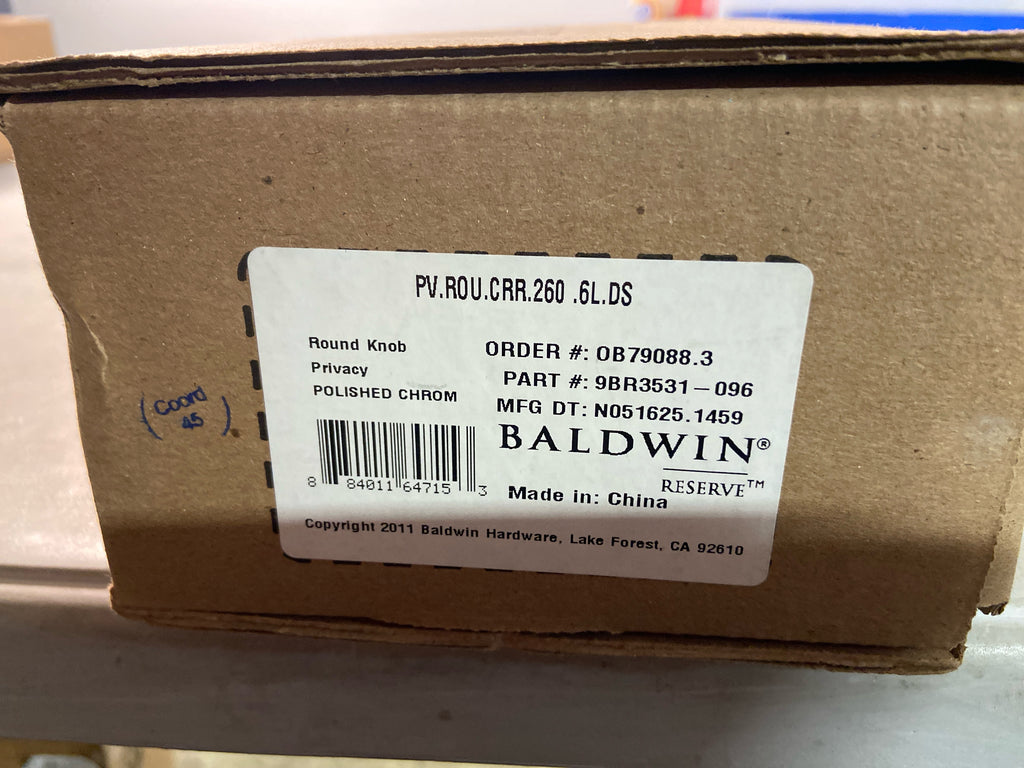 PV.ROU.CRR.260 .6L.DS
Round Knob
Privacy
POLISHED CHROM
ORDER #: OB79088.3
PART #: 9BR3531-096
MFG DT: N051625.1459
BALDWIN®
RESERVE™
8 84011 64715 3
Made in: China
Copyright 2011 Baldwin Hardware, Lake Forest, CA 92610
(Coord
45)